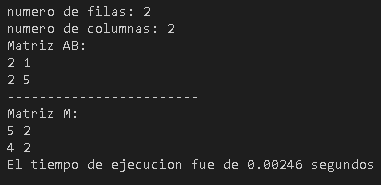 numero de filas: 2
numero de columnas: 2
Matriz AB:
2 1
2 5
------------------------
Matriz M:
5 2
4 2
El tiempo de ejecucion fue de 0.00246 segundos